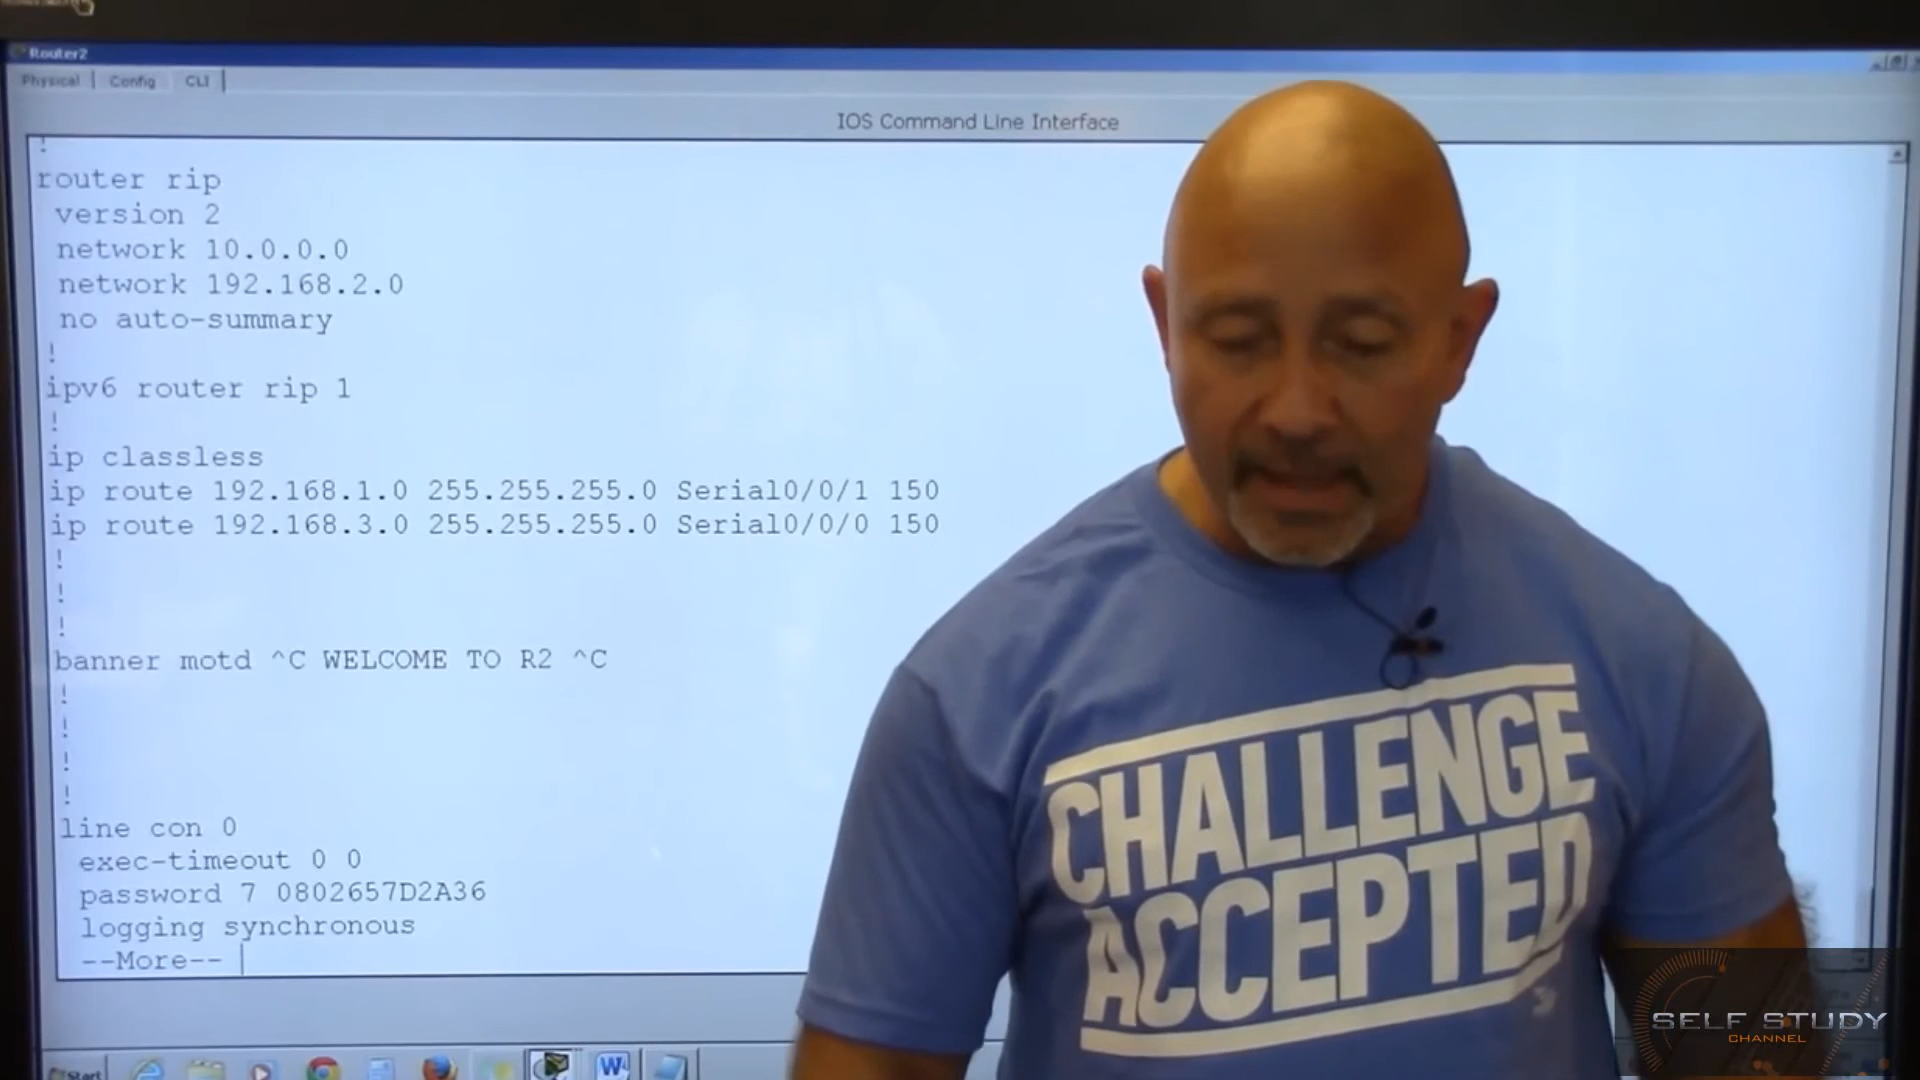 Router2
Physical Config CLI
IOS Command Line Interface
!
router rip
version 2
network 10.0.0.0
network 192.168.2.0
no auto-summary
!
ipv6 router rip 1
!
ip classless
ip route 192.168.1.0 255.255.255.0 Serial0/0/1 150
ip route 192.168.3.0 255.255.255.0 Serial0/0/0 150
!
!
!
banner motd ^C WELCOME TO R2 ^C
!
!
!
!
line con 0
exec-timeout 0 0
password 7 0802657D2A36
logging synchronous
--More--
Start
CHALLENGE
ACCEPTED
SELF STUDY
CHANNEL